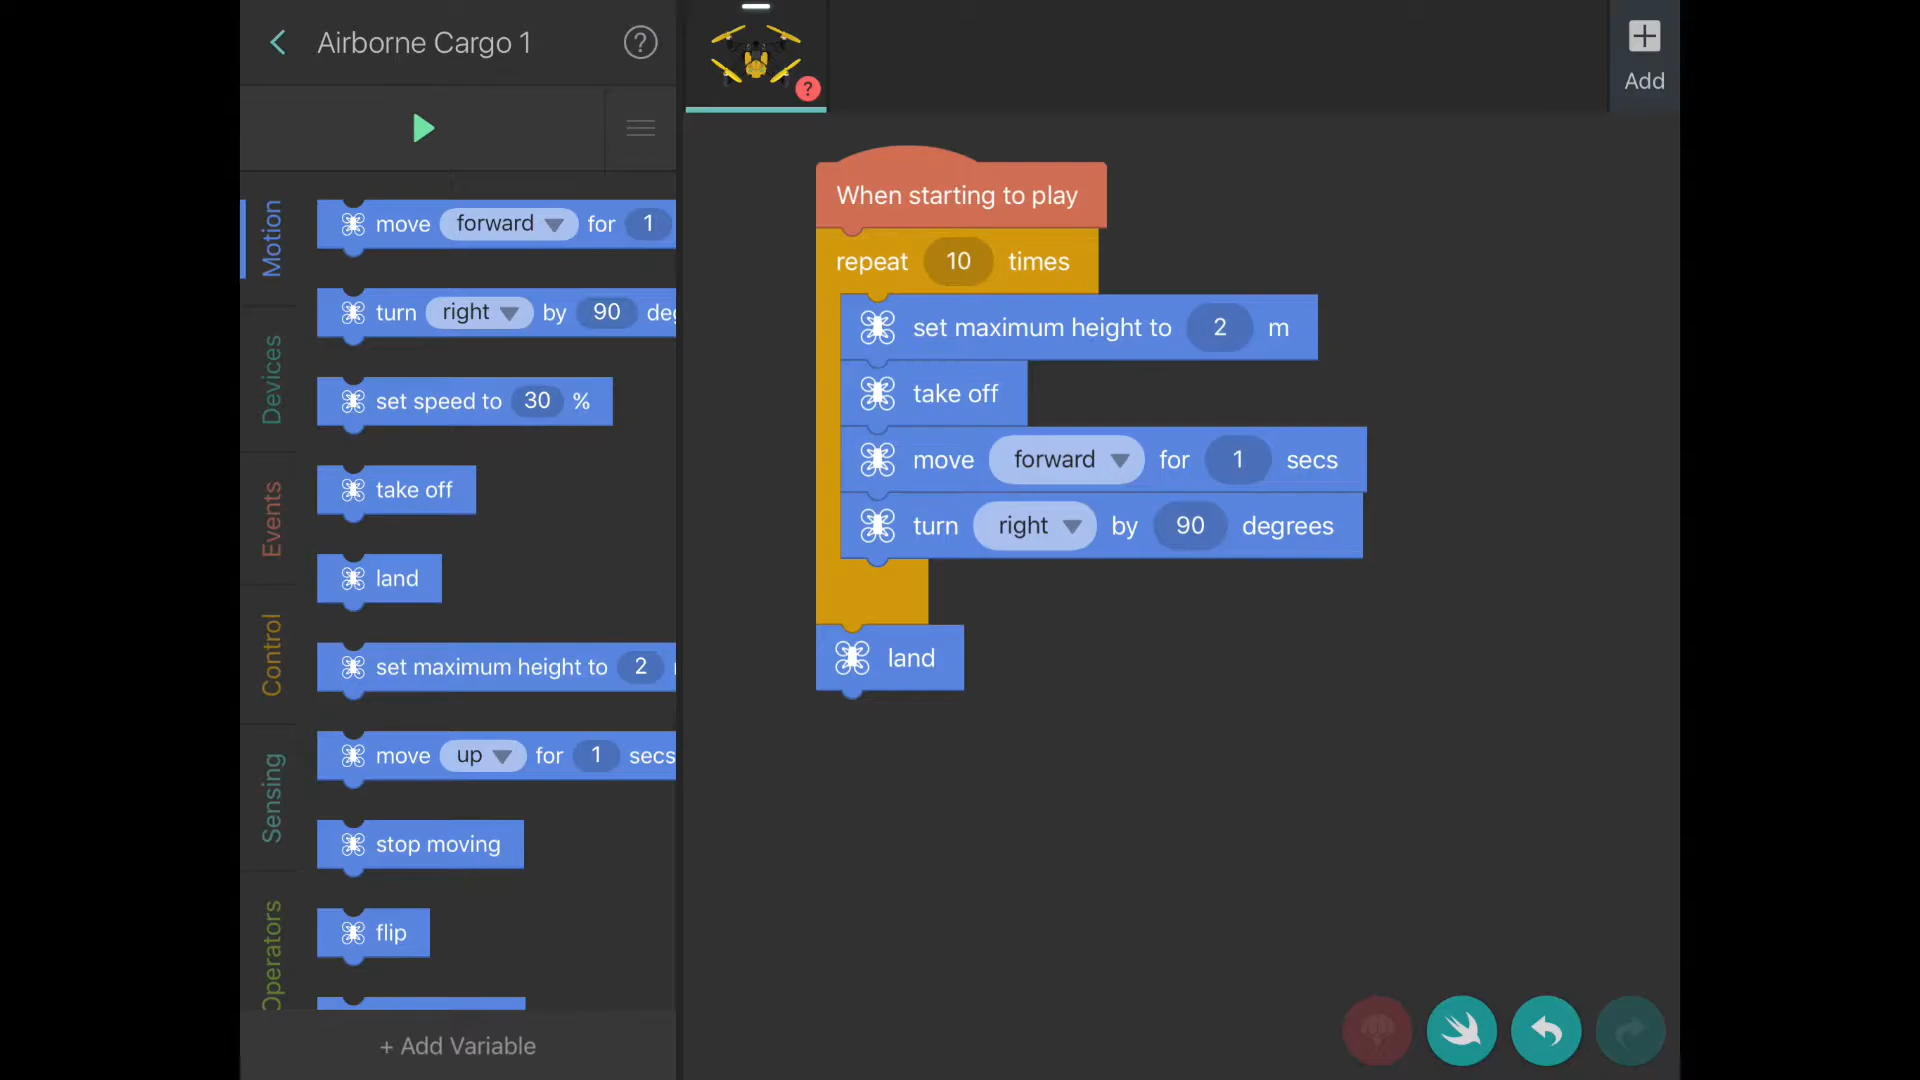 Airborne Cargo 1
?
?
Add
Motion
Devices
Events
Control
Sensing
Operators
move forward for 1
turn right by 90 deg
set speed to 30 %
take off
land
set maximum height to 2
move up for 1 secs
stop moving
flip
+ Add Variable
When starting to play
repeat 10 times
set maximum height to 2 m
take off
move forward for 1 secs
turn right by 90 degrees
land